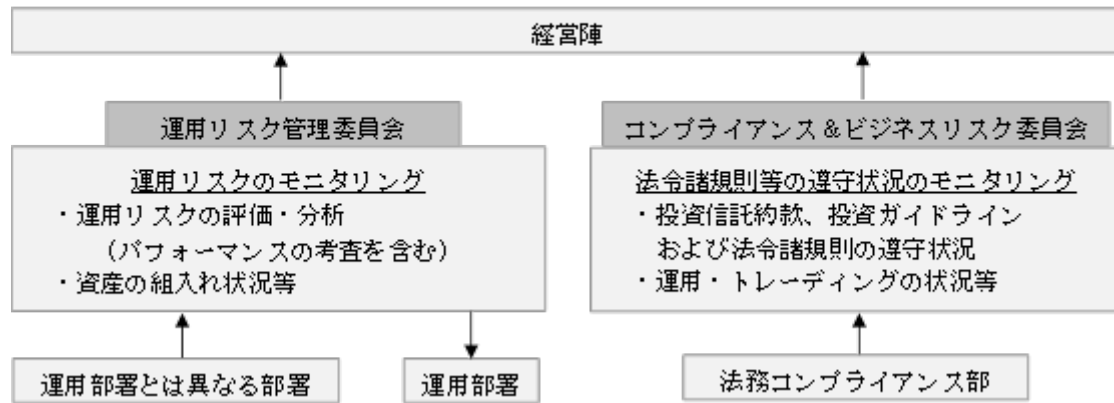 経営陣
運用リスク管理委員会
運用リスクのモニタリング
・運用リスクの評価・分析
（パフォーマンスの考査を含む）
・資産の組入れ状況等
運用部署とは異なる部署
運用部署
コンプライアンス＆ビジネスリスク委員会
法令諸規則等の遵守状況のモニタリング
・投資信託約款、投資ガイドライン
および法令諸規則の遵守状況
・運用・トレーディングの状況等
法務コンプライアンス部